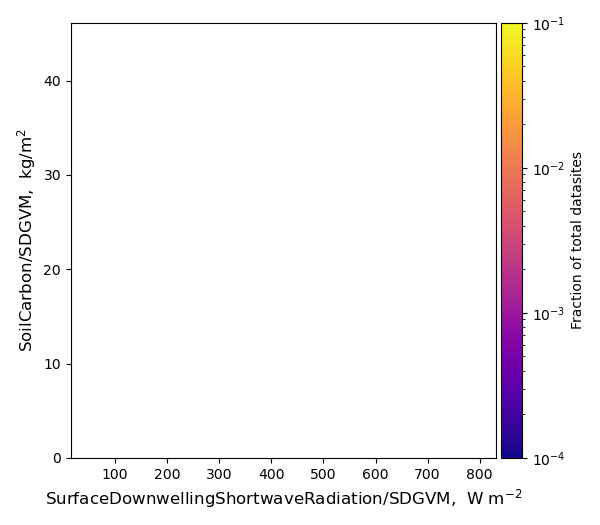 SoilCarbon/SDGVM, kg/m²
40
30
20
10
0
100 200 300 400 500 600 700 800
SurfaceDownwellingShortwaveRadiation/SDGVM, W m⁻²
10⁻¹
10⁻²
10⁻³
10⁻⁴
Fraction of total datasites